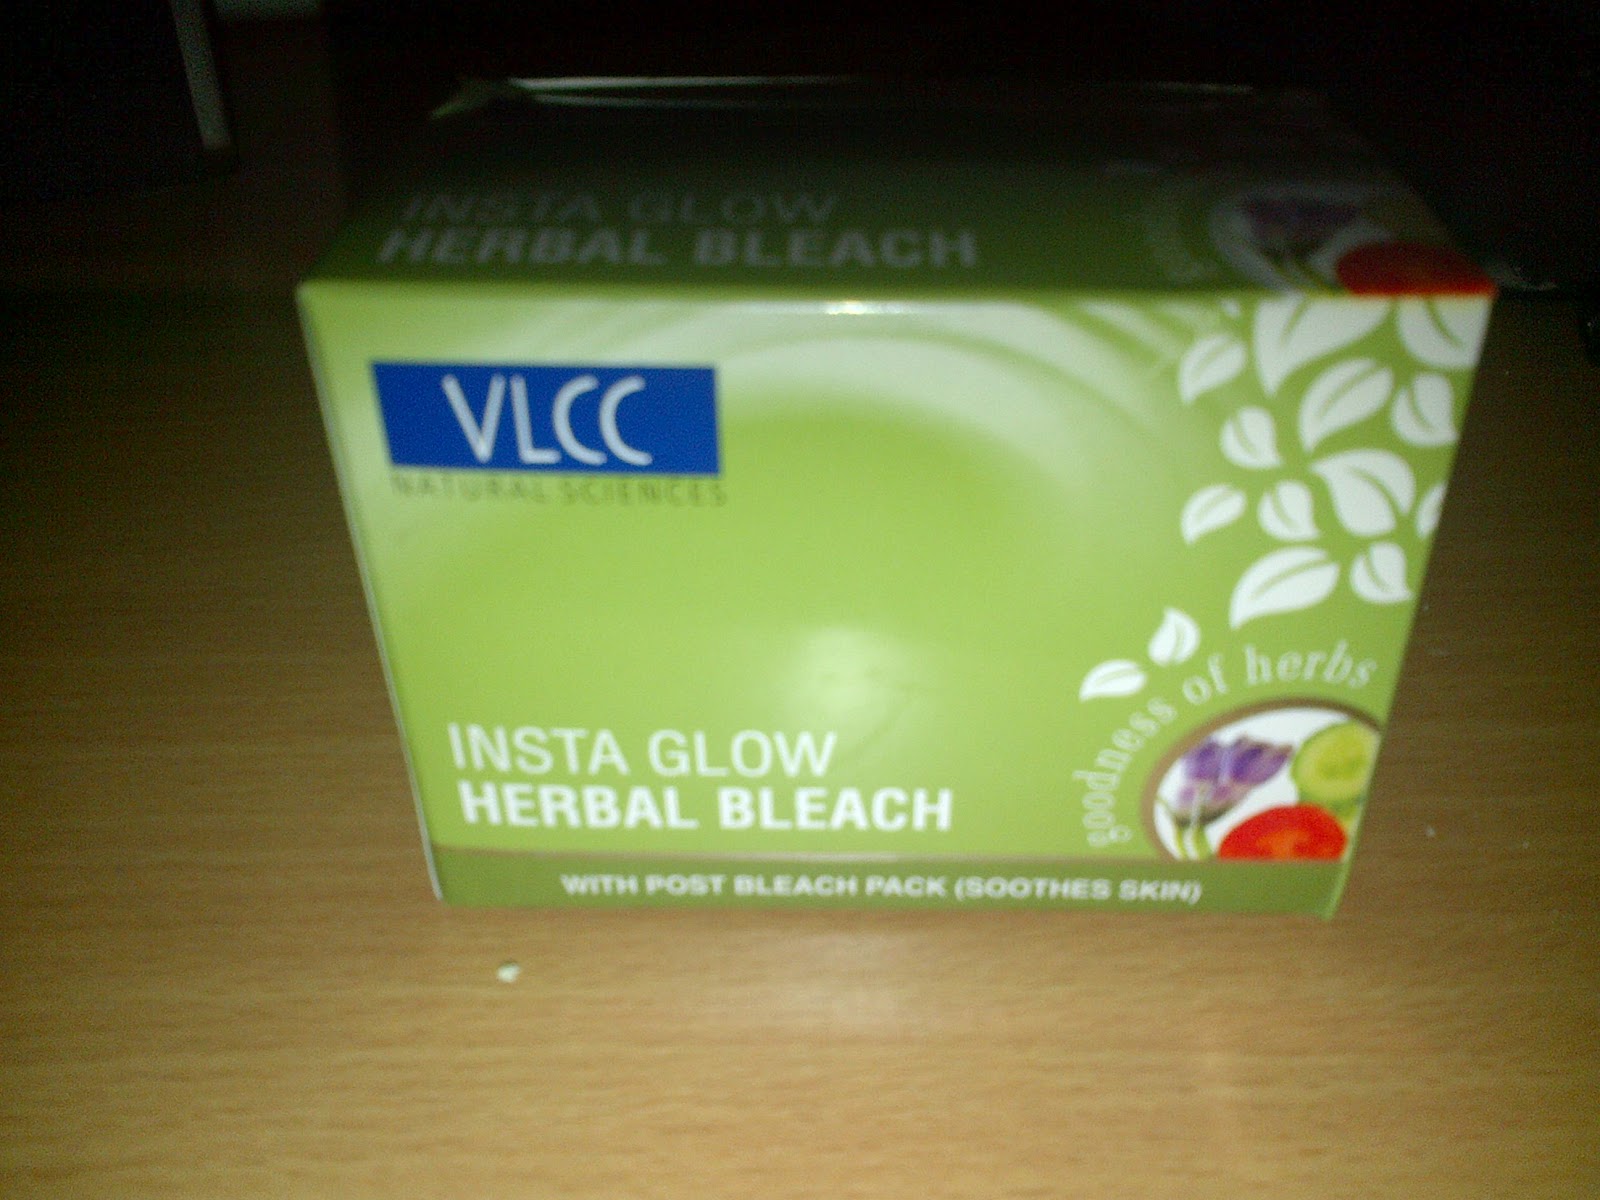 INSTA GLOW
HERBAL BLEACH
VLCC
NATURAL SCIENCES
goodness of herbs
INSTA GLOW
HERBAL BLEACH
WITH POST BLEACH PACK (SOOTHES SKIN)